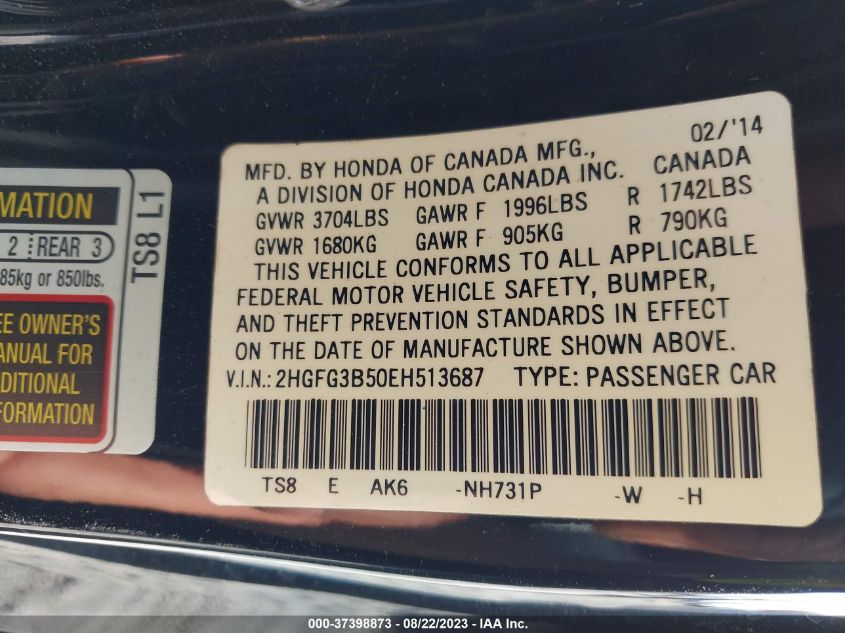 MATION
2 REAR 3
85kg or 850lbs.
EE OWNER'S
ANUAL FOR
DITIONAL
FORMATION
TS8 L1
02/'14
MFD. BY HONDA OF CANADA MFG.,
A DIVISION OF HONDA CANADA INC. CANADA
GVWR 3704LBS GAWR F 1996LBS R 1742LBS
GVWR 1680KG GAWR F 905KG R 790KG
THIS VEHICLE CONFORMS TO ALL APPLICABLE
FEDERAL MOTOR VEHICLE SAFETY, BUMPER,
AND THEFT PREVENTION STANDARDS IN EFFECT
ON THE DATE OF MANUFACTURE SHOWN ABOVE.
V.I.N.: 2HGFG3B50EH513687 TYPE: PASSENGER CAR
TS8 E AK6 -NH731P -W -H
000-37398873 - 08/22/2023 - IAA Inc.